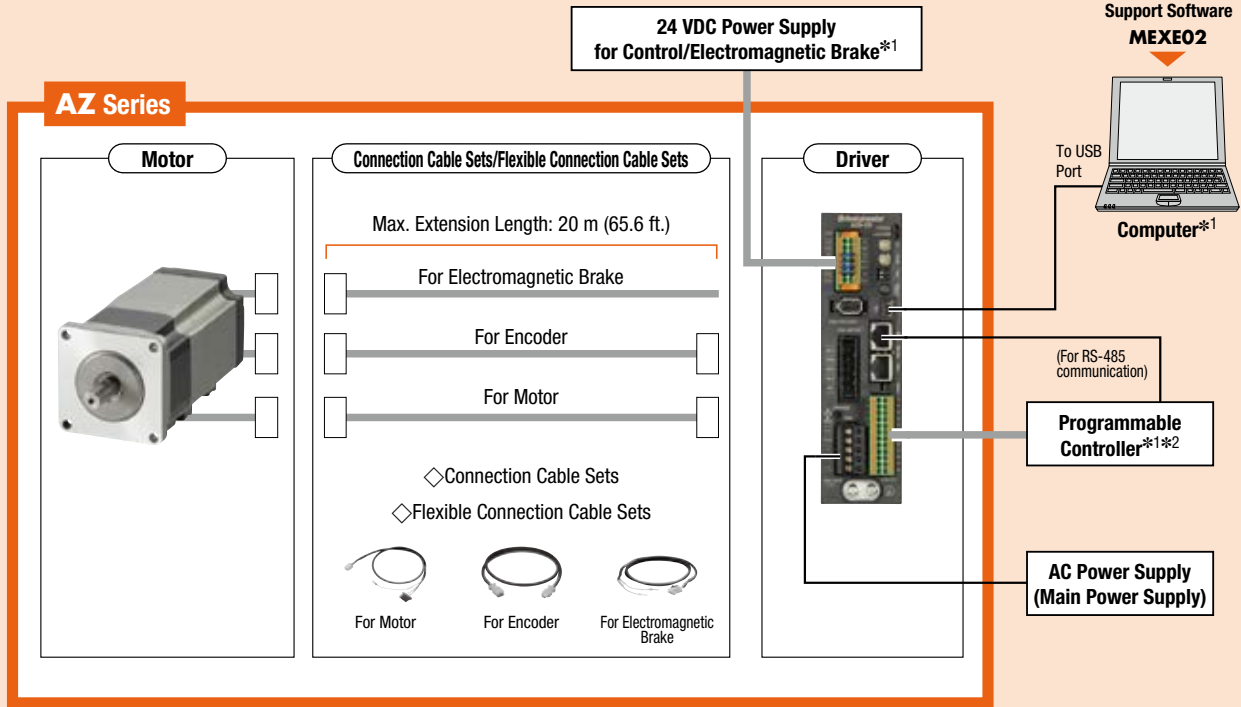 24 VDC Power Supply
for Control/Electromagnetic Brake*1
Support Software
MEXE02
AZ Series
Motor
Connection Cable Sets/Flexible Connection Cable Sets
Driver
To USB
Port
Computer*1
Max. Extension Length: 20 m (65.6 ft.)
For Electromagnetic Brake
For Encoder
For Motor
(For RS-485
communication)
Programmable
Controller*1*2
◇Connection Cable Sets
◇Flexible Connection Cable Sets
For Motor
For Encoder
For Electromagnetic
Brake
AC Power Supply
(Main Power Supply)